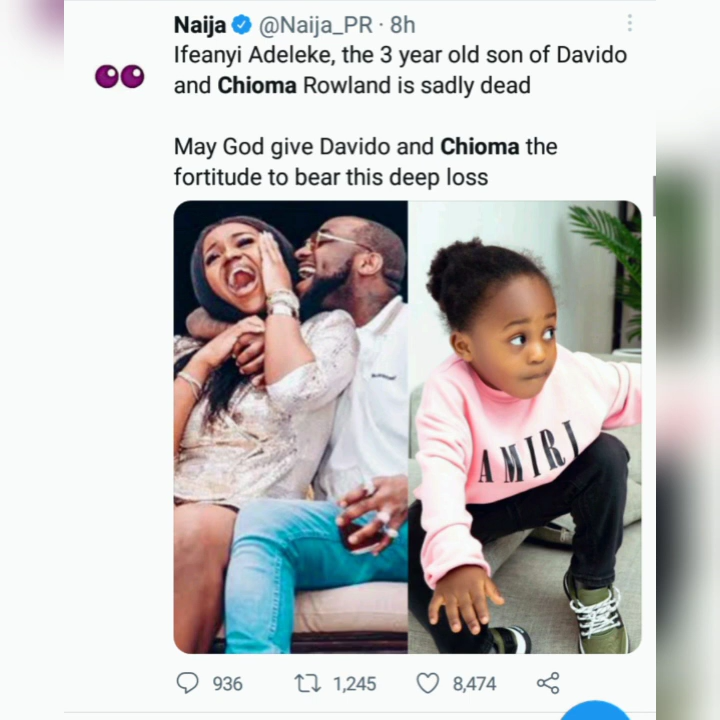 Naija @Naija_PR · 8h
Ifeanyi Adeleke, the 3 year old son of Davido
and Chioma Rowland is sadly dead
May God give Davido and Chioma the
fortitude to bear this deep loss
AMIRI
936 1,245 8,474